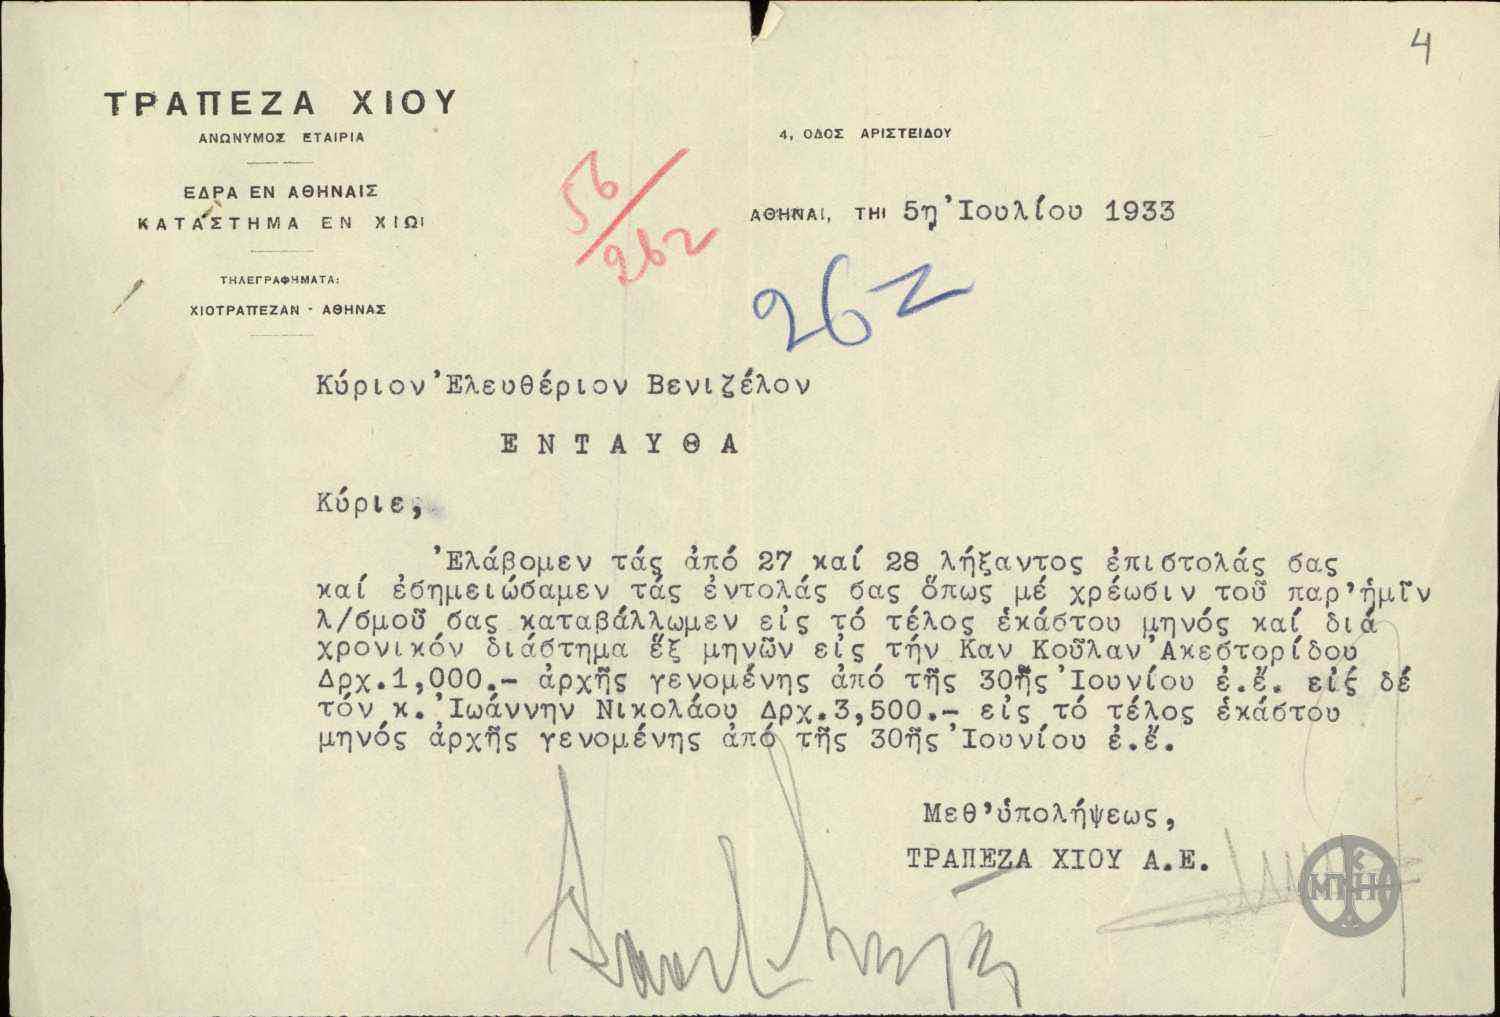 4
ΤΡΑΠΕΖΑ ΧΙΟΥ
ΑΝΩΝΥΜΟΣ ΕΤΑΙΡΙΑ
ΕΔΡΑ ΕΝ ΑΘΗΝΑΙΣ
ΚΑΤΑΣΤΗΜΑ ΕΝ ΧΙΩΙ
ΤΗΛΕΓΡΑΦΗΜΑΤΑ:
ΧΙΟΤΡΑΠΕΖΑΝ - ΑΘΗΝΑΣ
4, ΟΔΟΣ ΑΡΙΣΤΕΙΔΟΥ
ΑΘΗΝΑΙ, ΤΗΙ 5η Ἰουλίου 1933
56/262
262
Κύριον Ἐλευθέριον Βενιζέλον
ΕΝΤΑΥΘΑ
Κύριε,
Ἐλάβομεν τάς ἀπό 27 καί 28 λήξαντος ἐπιστολάς σας
καί ἐσημειώσαμεν τάς ἐντολάς σας ὅπως μέ χρέωσιν τοῦ παρ'ἡμῖν
λ/σμοῦ σας καταβάλλωμεν εἰς τό τέλος ἑκάστου μηνός καί διά
χρονικόν διάστημα ἕξ μηνῶν εἰς τήν Καν Κοῦλαν Ἀκεστορίδου
Δρχ.1,000.- ἀρχῆς γενομένης ἀπό τῆς 30ῆς Ἰουνίου ἐ.ἔ. εἰς δέ
τόν κ. Ἰωάννην Νικολάου Δρχ.3,500.- εἰς τό τέλος ἑκάστου
μηνός ἀρχῆς γενομένης ἀπό τῆς 30ῆς Ἰουνίου ἐ.ἔ.
Μεθ'ὑπολήψεως,
ΤΡΑΠΕΖΑ ΧΙΟΥ Α.Ε.